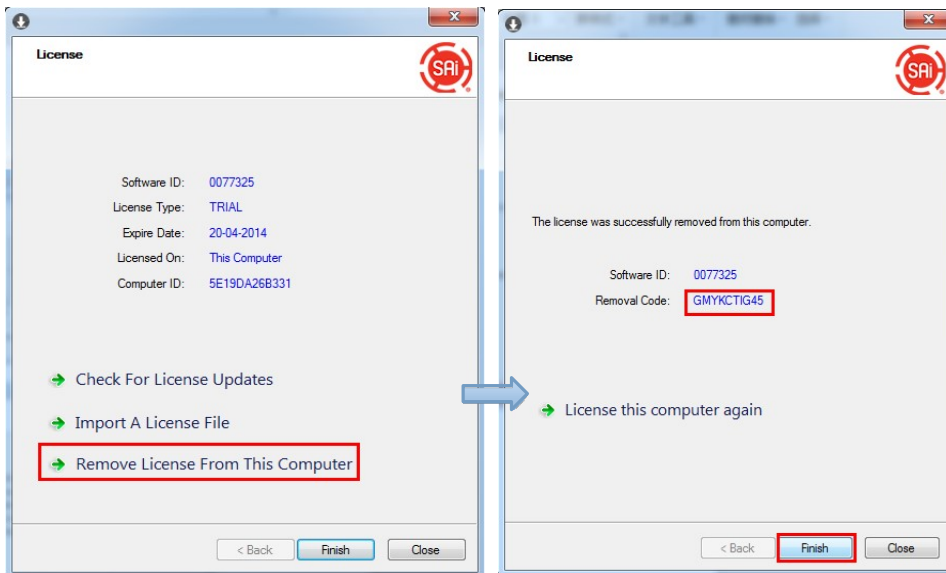 License
SAi
Software ID: 0077325
License Type: TRIAL
Expire Date: 20-04-2014
Licensed On: This Computer
Computer ID: 5E19DA26B331
Check For License Updates
Import A License File
Remove License From This Computer
< Back Finish Close
License
SAi
The license was successfully removed from this computer.
Software ID: 0077325
Removal Code: GMYKCTIG45
License this computer again
< Back Finish Close